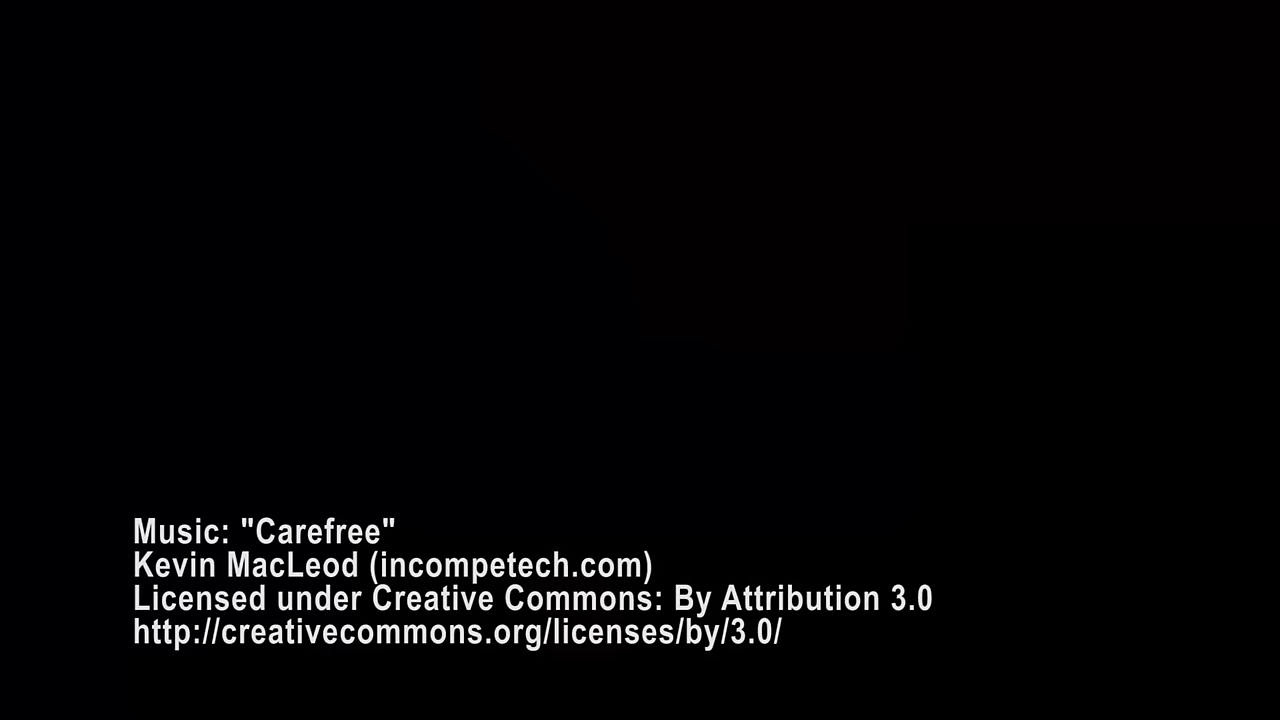 Music: "Carefree"
Kevin MacLeod (incompetech.com)
Licensed under Creative Commons: By Attribution 3.0
http://creativecommons.org/licenses/by/3.0/